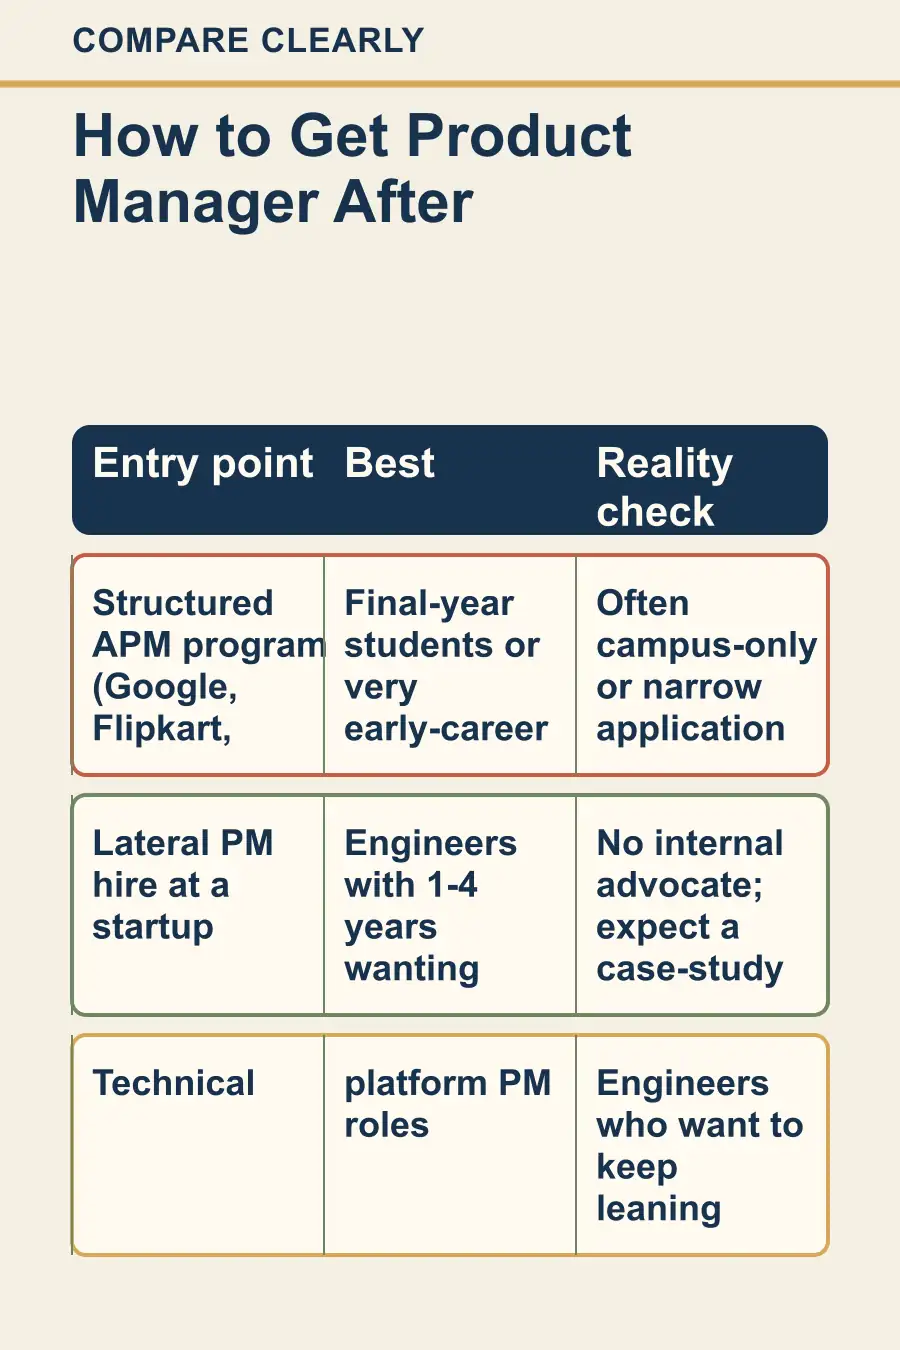 COMPARE CLEARLY
How to Get Product
Manager After
Entry point
Best
Reality
check
Structured
APM program
(Google,
Flipkart,
Final-year
students or
very
early-career
Often
campus-only
or narrow
application
Lateral PM
hire at a
startup
Engineers
with 1-4
years
wanting
No internal
advocate;
expect a
case-study
Technical
platform PM
roles
Engineers
who want to
keep
leaning